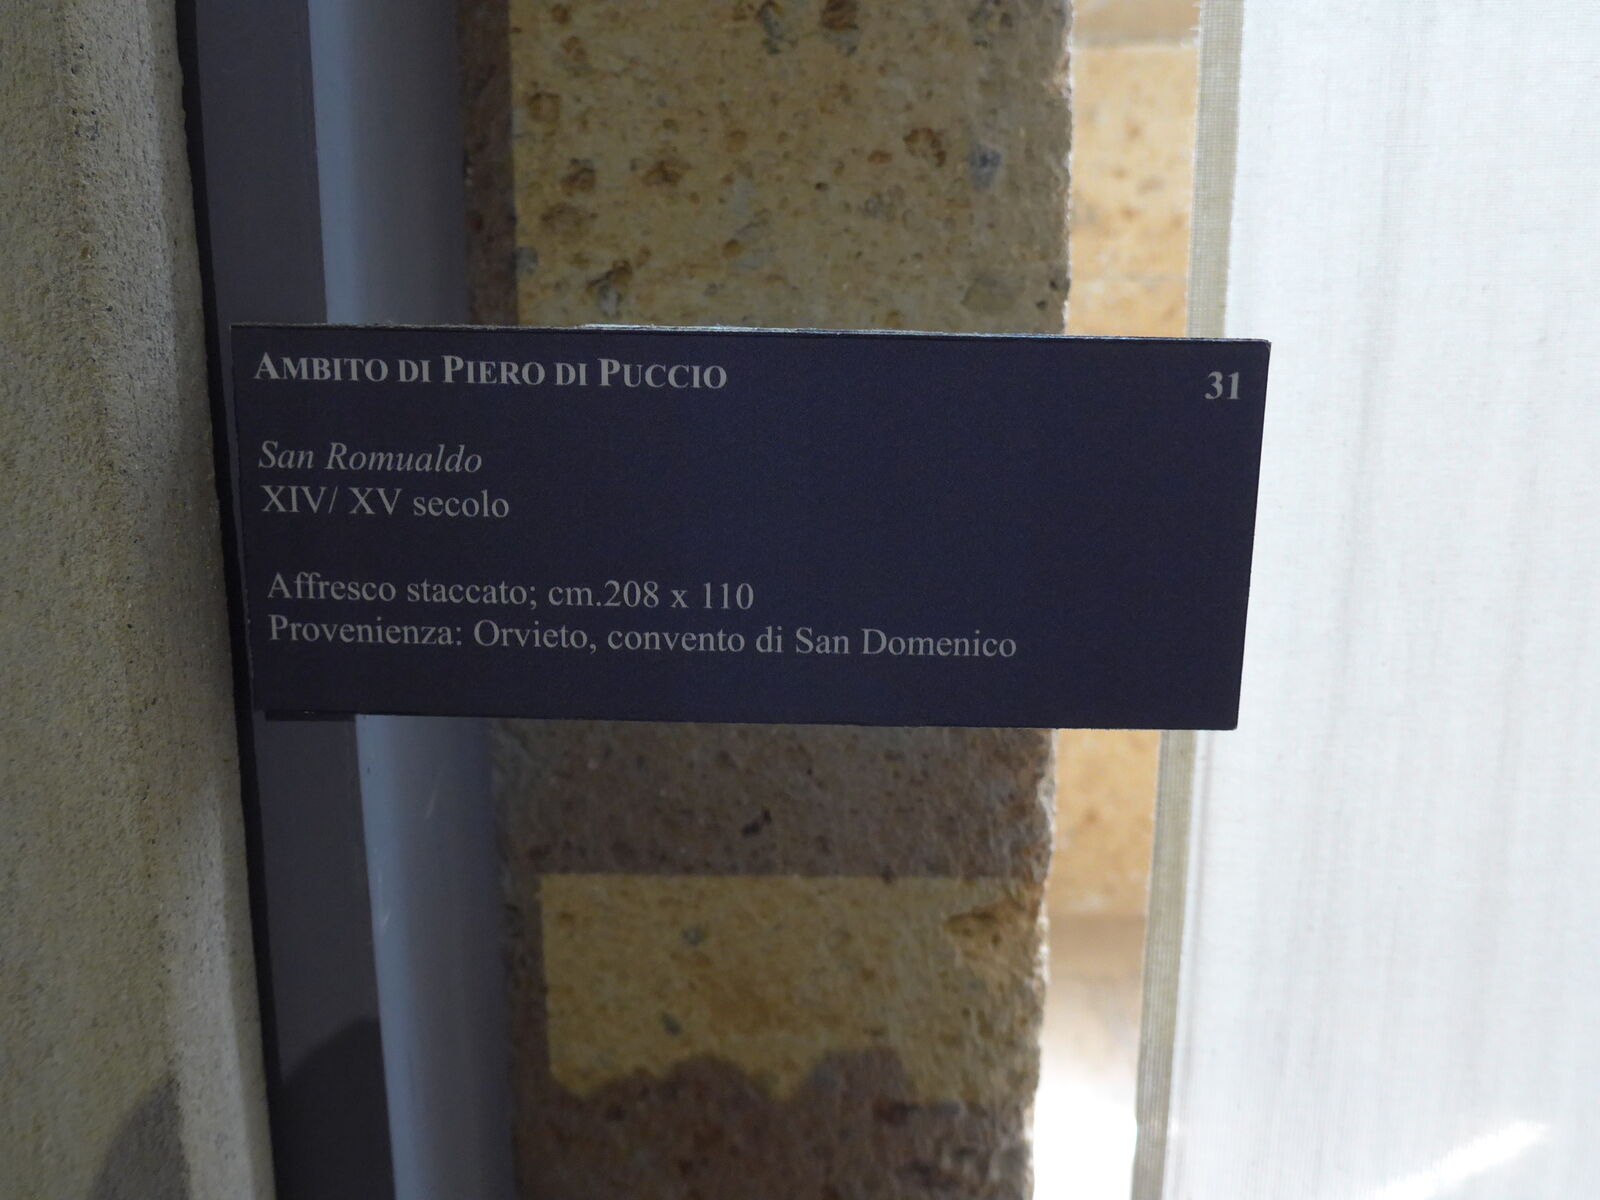 AMBITO DI PIERO DI PUCCIO
31
San Romualdo
XIV/ XV secolo
Affresco staccato; cm.208 x 110
Provenienza: Orvieto, convento di San Domenico